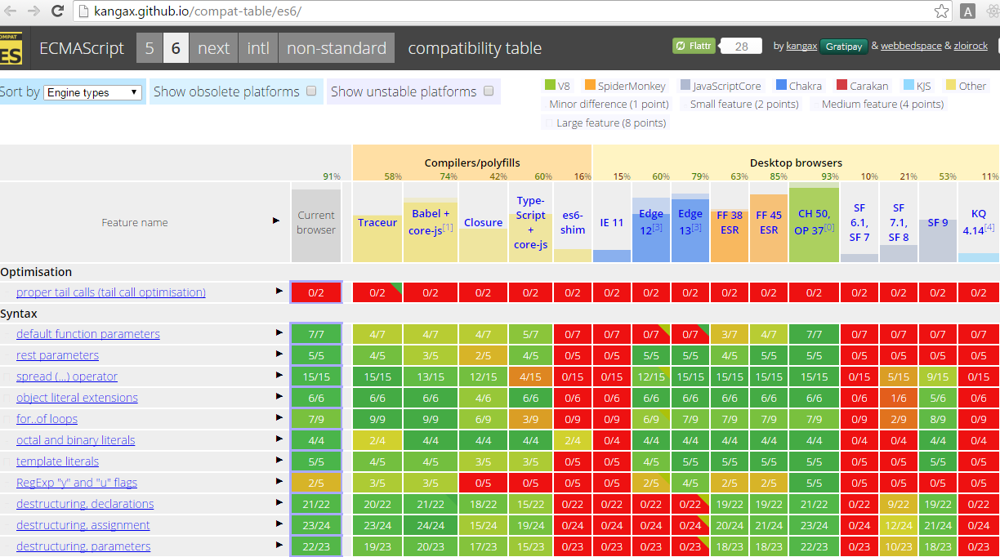 kangax.github.io/compat-table/es6/
A
COMPAT
ES
ECMAScript 5 6 next intl non-standard compatibility table
Flattr 28 by kangax Gratipay & webbedspace & zloirock
Sort by Engine types Show obsolete platforms Show unstable platforms
V8 SpiderMonkey JavaScriptCore Chakra Carakan KJS Other
Minor difference (1 point) Small feature (2 points) Medium feature (4 points)
Large feature (8 points)
Compilers/polyfills Desktop browsers
91% 58% 74% 42% 60% 16% 15% 60% 79% 63% 85% 93% 10% 21% 53% 11%
Feature name Current browser Traceur Babel + core-js[1] Closure Type-Script + core-js es6-shim IE 11 Edge 12[3] Edge 13[3] FF 38 ESR FF 45 ESR CH 50, OP 37[0] SF 6.1, SF 7 SF 7.1, SF 8 SF 9 KQ 4.14[4]
Optimisation
proper tail calls (tail call optimisation) 0/2 0/2 0/2 0/2 0/2 0/2 0/2 0/2 0/2 0/2 0/2 0/2 0/2 0/2 0/2 0/2
Syntax
default function parameters 7/7 4/7 4/7 4/7 5/7 0/7 0/7 0/7 0/7 3/7 4/7 7/7 0/7 0/7 0/7 0/7
rest parameters 5/5 4/5 3/5 2/5 4/5 0/5 0/5 5/5 5/5 4/5 5/5 5/5 0/5 0/5 0/5 0/5
spread (...) operator 15/15 15/15 13/15 12/15 4/15 0/15 0/15 12/15 15/15 15/15 15/15 15/15 0/15 5/15 9/15 0/15
object literal extensions 6/6 6/6 6/6 4/6 6/6 0/6 0/6 6/6 6/6 6/6 6/6 6/6 0/6 1/6 5/6 0/6
for..of loops 7/9 9/9 9/9 6/9 3/9 0/9 0/9 6/9 7/9 7/9 7/9 7/9 0/9 2/9 8/9 0/9
octal and binary literals 4/4 2/4 4/4 4/4 4/4 2/4 0/4 4/4 4/4 4/4 4/4 4/4 0/4 0/4 4/4 0/4
template literals 5/5 4/5 4/5 3/5 3/5 0/5 0/5 4/5 5/5 5/5 5/5 5/5 0/5 0/5 5/5 0/5
RegExp "y" and "u" flags 2/5 3/5 3/5 0/5 0/5 0/5 0/5 2/5 4/5 2/5 2/5 5/5 0/5 0/5 0/5 0/5
destructuring, declarations 21/22 20/22 21/22 18/22 15/22 0/22 0/22 0/22 0/22 19/22 19/22 21/22 0/22 9/22 19/22 0/22
destructuring, assignment 23/24 23/24 24/24 15/24 19/24 0/24 0/24 0/24 0/24 20/24 21/24 23/24 0/24 12/24 21/24 0/24
destructuring, parameters 22/23 19/23 20/23 17/23 15/23 0/23 0/23 0/23 0/23 18/23 18/23 22/23 0/23 10/23 18/23 0/23